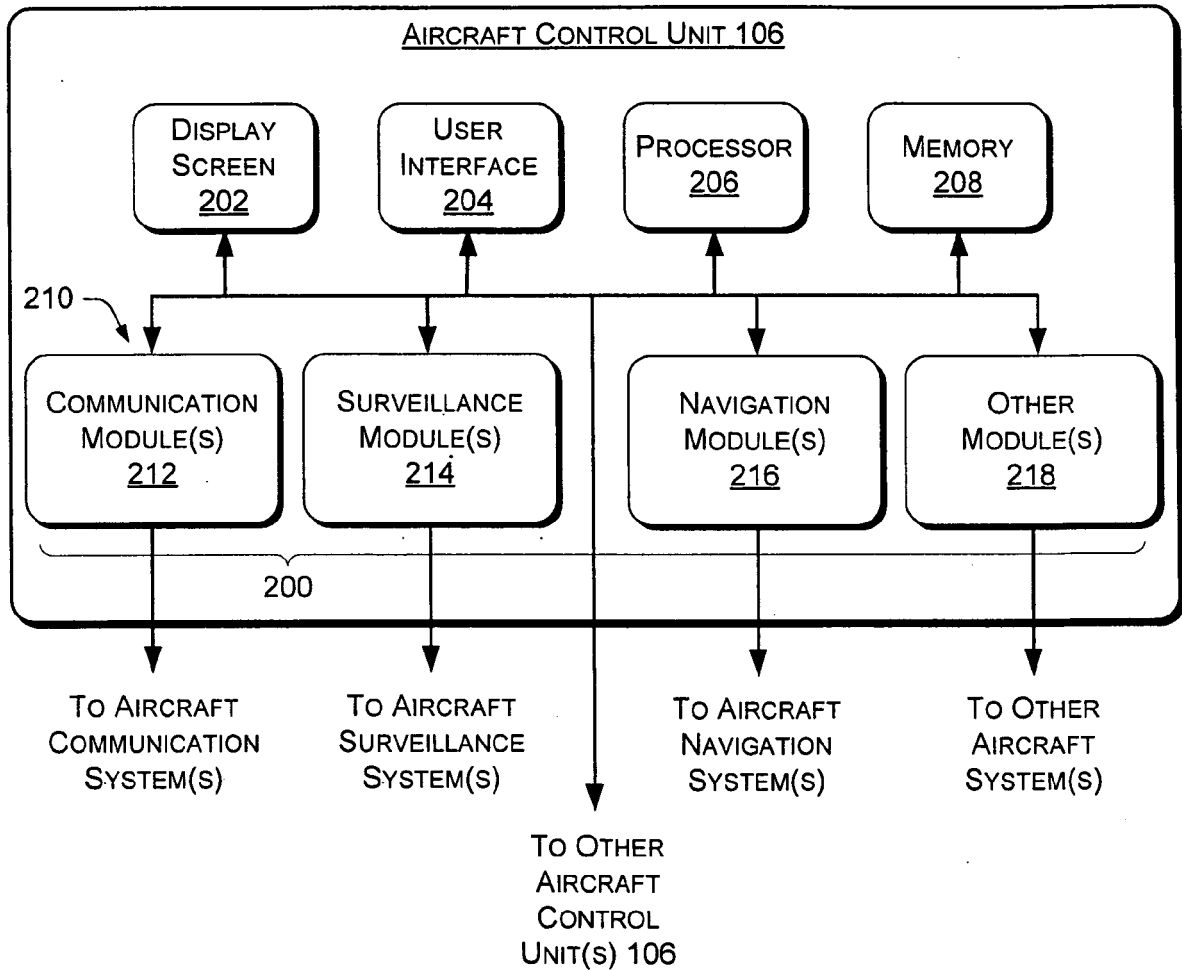 AIRCRAFT CONTROL UNIT 106
DISPLAY
SCREEN
202
USER
INTERFACE
204
PROCESSOR
206
MEMORY
208
210
COMMUNICATION
MODULE(S)
212
SURVEILLANCE
MODULE(S)
214
NAVIGATION
MODULE(S)
216
OTHER
MODULE(S)
218
200
TO AIRCRAFT
COMMUNICATION
SYSTEM(S)
TO AIRCRAFT
SURVEILLANCE
SYSTEM(S)
TO AIRCRAFT
NAVIGATION
SYSTEM(S)
TO OTHER
AIRCRAFT
SYSTEM(S)
TO OTHER
AIRCRAFT
CONTROL
UNIT(S) 106